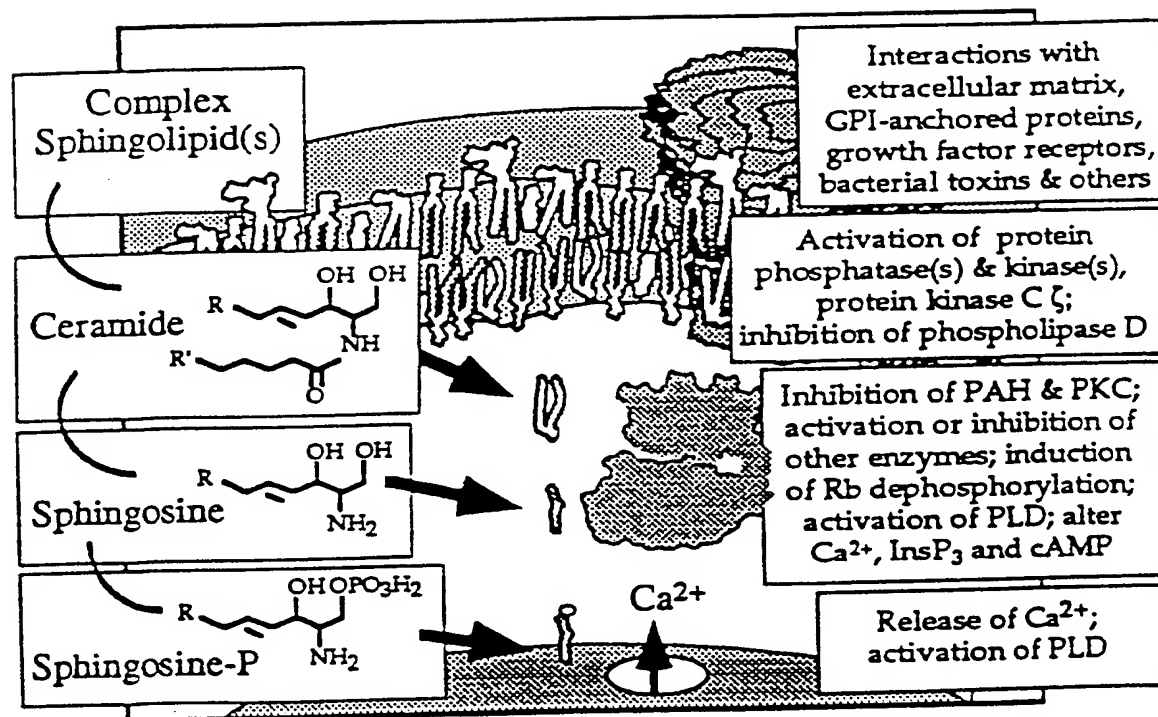 Complex
Sphingolipid(s)
Interactions with
extracellular matrix,
GPI-anchored proteins,
growth factor receptors,
bacterial toxins & others
Ceramide
OH OH
R
NH
R'
O
Activation of protein
phosphatase(s) & kinase(s),
protein kinase C ζ;
inhibition of phospholipase D
Sphingosine
OH OH
R
NH2
Inhibition of PAH & PKC;
activation or inhibition of
other enzymes; induction
of Rb dephosphorylation;
activation of PLD; alter
Ca2+, InsP3 and cAMP
Sphingosine-P
OH OPO3H2
R
NH2
Ca2+
Release of Ca2+;
activation of PLD